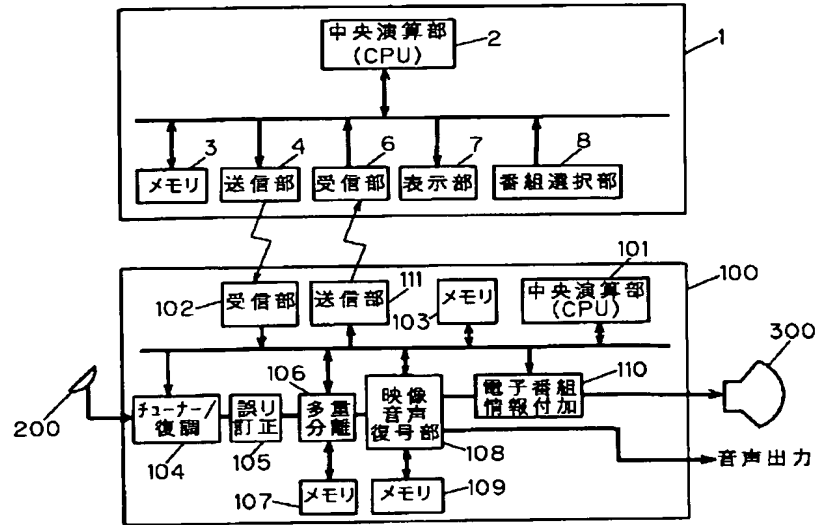 中央演算部
(CPU)
2
1
3
4
6
7
8
メモリ
送信部
受信部
表示部
番組選択部
101
100
102
受信部
送信部
111
103
メモリ
中央演算部
(CPU)
300
106
110
200
チューナー/
復調
誤り
訂正
多重
分離
映像
音声
復号部
電子番組
情報付加
104
105
108
音声出力
107
メモリ
メモリ
109